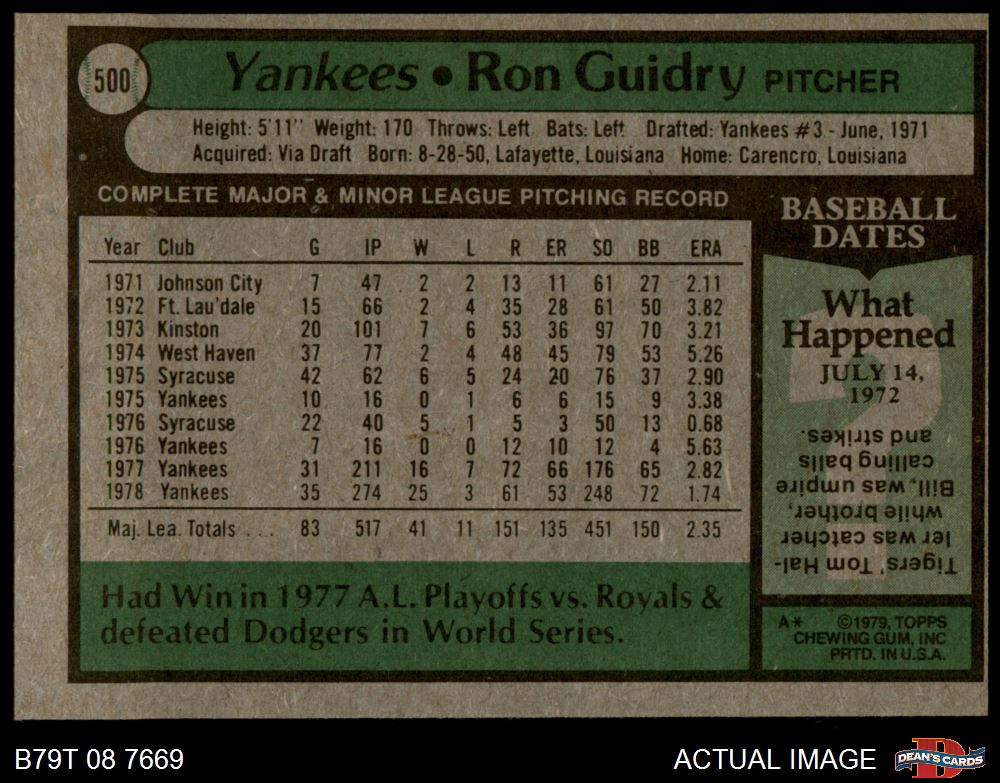 500
Yankees • Ron Guidry PITCHER
Height: 5'11" Weight: 170 Throws: Left Bats: Left Drafted: Yankees #3 - June, 1971
Acquired: Via Draft Born: 8-28-50, Lafayette, Louisiana Home: Carencro, Louisiana
COMPLETE MAJOR & MINOR LEAGUE PITCHING RECORD
Year Club G IP W L R ER SO BB ERA
1971 Johnson City 7 47 2 2 13 11 61 27 2.11
1972 Ft. Lau'dale 15 66 2 4 35 28 61 50 3.82
1973 Kinston 20 101 7 6 53 36 97 70 3.21
1974 West Haven 37 77 2 4 48 45 79 53 5.26
1975 Syracuse 42 62 6 5 24 20 76 37 2.90
1975 Yankees 10 16 0 1 6 6 15 9 3.38
1976 Syracuse 22 40 5 1 5 3 50 13 0.68
1976 Yankees 7 16 0 0 12 10 12 4 5.63
1977 Yankees 31 211 16 7 72 66 176 65 2.82
1978 Yankees 35 274 25 3 61 53 248 72 1.74
Maj. Lea. Totals . . . 83 517 41 11 151 135 451 150 2.35
Had Win in 1977 A.L. Playoffs vs. Royals &
defeated Dodgers in World Series.
BASEBALL
DATES
What
Happened
JULY 14,
1972
?
Tigers' Tom Hal-
ler was catcher
while brother,
Bill, was umpire
calling balls
and strikes.
A* ©1979, TOPPS
CHEWING GUM, INC
PRTD. IN U.S.A.
B79T 08 7669
ACTUAL IMAGE
D
DEAN'S CARDS